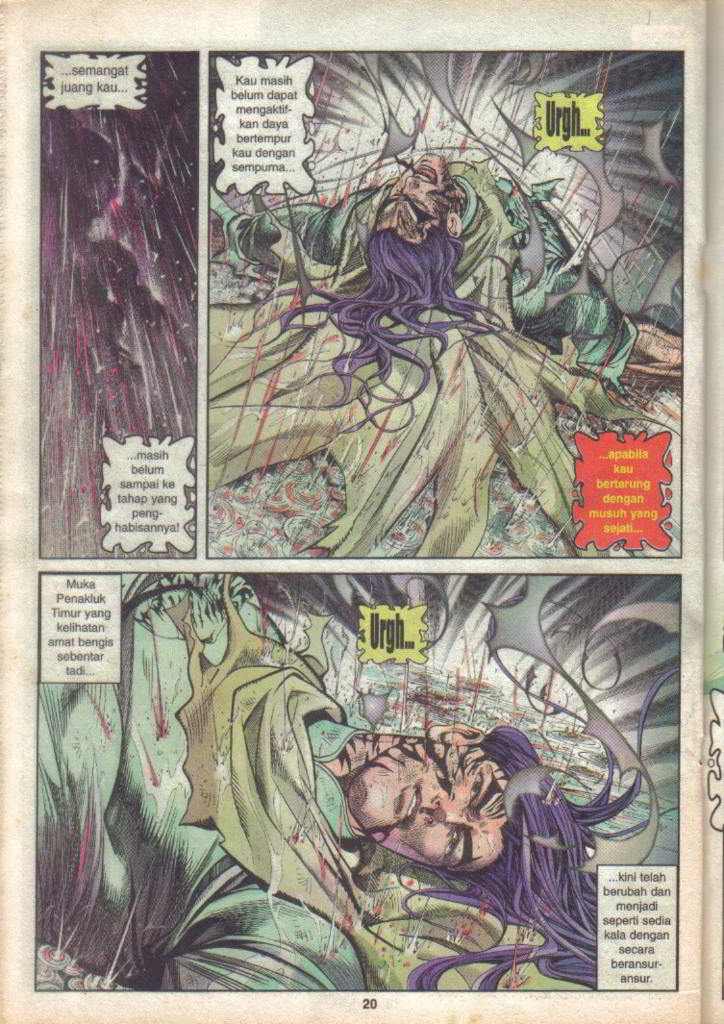 ...semangat
juang kau...
...masih
belum
sampai ke
tahap yang
peng-
habisannya!
Kau masih
belum dapat
mengaktif-
kan daya
bertempur
kau dengan
sempurna...
Urgh...
...apabila
kau
bertarung
dengan
musuh yang
sejati...
Muka
Penakluk
Timur yang
kelihatan
amat bengis
sebentar
tadi...
Urgh...
...kini telah
berubah dan
menjadi
seperti sedia
kala dengan
secara
beransur-
ansur.
20